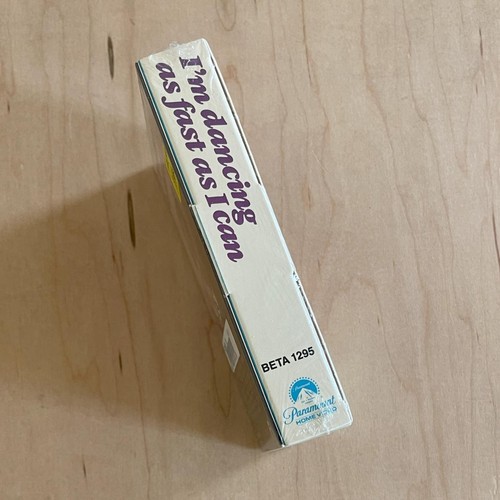 I'm dancing
as fast as I can
BETA 1295
Paramount
HOME VIDEO